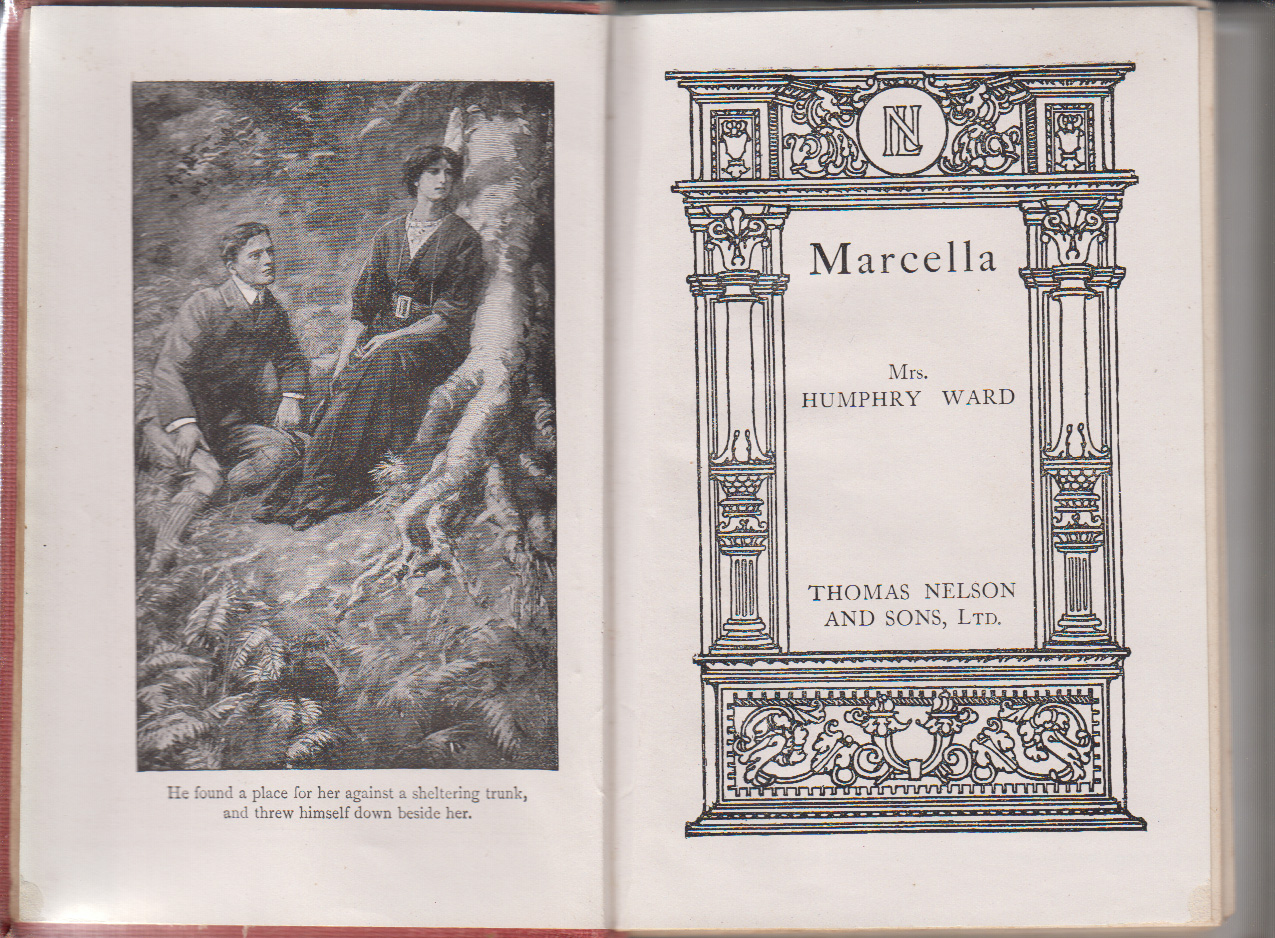 He found a place for her against a sheltering trunk,
and threw himself down beside her.
NL
Marcella
Mrs.
HUMPHRY WARD
THOMAS NELSON
AND SONS, LTD.